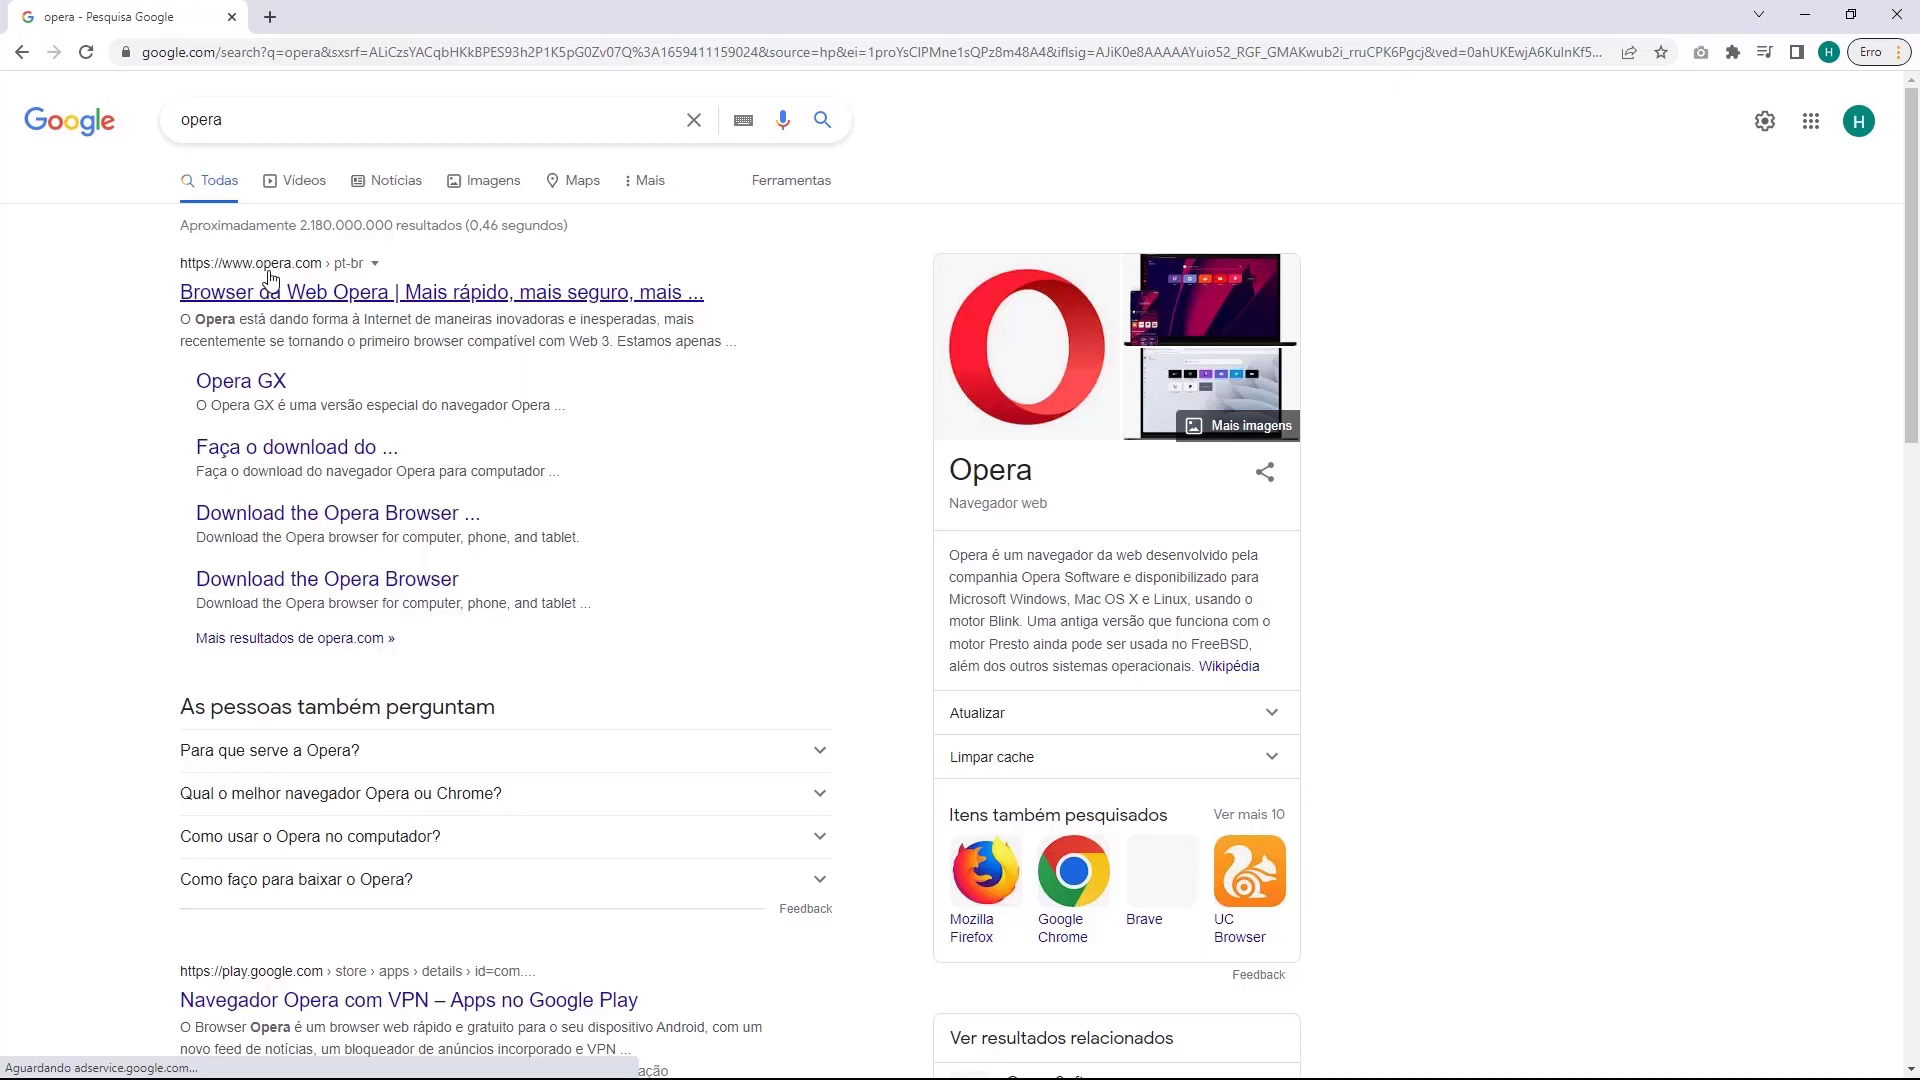 opera - Pesquisa Google
google.com/search?q=opera&sxsrf=ALiCzsYACqbHKkBPES93h2P1K5pG0Zv07Q%3A1659411159024&source=hp&ei=1proYsCIPMne1sQPz8m48A4&iflsig=AJiK0e8AAAAAYuio52_RGF_GMAKwub2i_rruCPK6Pgcj&ved=0ahUKEwjA6KuInKf5...
H
Erro
Google
opera
H
Todas
Vídeos
Notícias
Imagens
Maps
Mais
Ferramentas
Aproximadamente 2.180.000.000 resultados (0,46 segundos)
https://www.opera.com › pt-br
Browser da Web Opera | Mais rápido, mais seguro, mais ...
O Opera está dando forma à Internet de maneiras inovadoras e inesperadas, mais
recentemente se tornando o primeiro browser compatível com Web 3. Estamos apenas ...
Opera GX
O Opera GX é uma versão especial do navegador Opera ...
Faça o download do ...
Faça o download do navegador Opera para computador ...
Download the Opera Browser ...
Download the Opera browser for computer, phone, and tablet.
Download the Opera Browser
Download the Opera browser for computer, phone, and tablet ...
Mais resultados de opera.com »
As pessoas também perguntam
Para que serve a Opera?
Qual o melhor navegador Opera ou Chrome?
Como usar o Opera no computador?
Como faço para baixar o Opera?
Feedback
https://play.google.com › store › apps › details › id=com....
Navegador Opera com VPN – Apps no Google Play
O Browser Opera é um browser web rápido e gratuito para o seu dispositivo Android, com um
novo feed de notícias, um bloqueador de anúncios incorporado e VPN ...
ação
Aguardando adservice.google.com...
Mais imagens
Opera
Navegador web
Opera é um navegador da web desenvolvido pela
companhia Opera Software e disponibilizado para
Microsoft Windows, Mac OS X e Linux, usando o
motor Blink. Uma antiga versão que funciona com o
motor Presto ainda pode ser usada no FreeBSD,
além dos outros sistemas operacionais. Wikipédia
Atualizar
Limpar cache
Itens também pesquisados
Ver mais 10
Mozilla
Firefox
Google
Chrome
Brave
UC
Browser
Feedback
Ver resultados relacionados